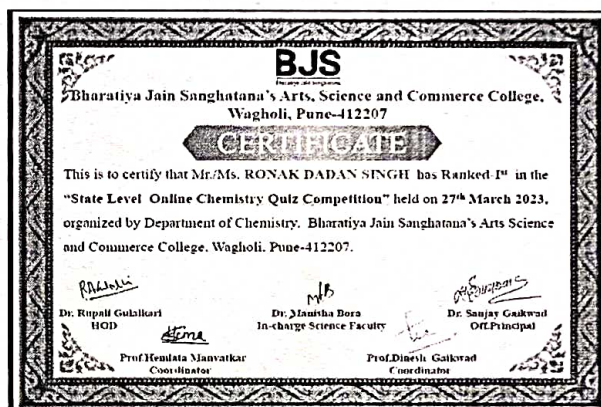 BJS
Bharatiya Jain Sanghatana
Bharatiya Jain Sanghatana's Arts, Science and Commerce College,
Wagholi, Pune-412207
CERTIFICATE
This is to certify that Mr./Ms. RONAK DADAN SINGH has Ranked-Ist in the
"State Level Online Chemistry Quiz Competition" held on 27th March 2023,
organized by Department of Chemistry, Bharatiya Jain Sanghatana's Arts Science
and Commerce College, Wagholi, Pune-412207.
Dr. Rupali Gulalkari
HOD
Dr. Manisha Bora
In-charge Science Faculty
Dr. Sanjay Gaikwad
Off.Principal
Prof.Hemlata Manvatkar
Coordinator
Prof.Dinesh Gaikwad
Coordinator